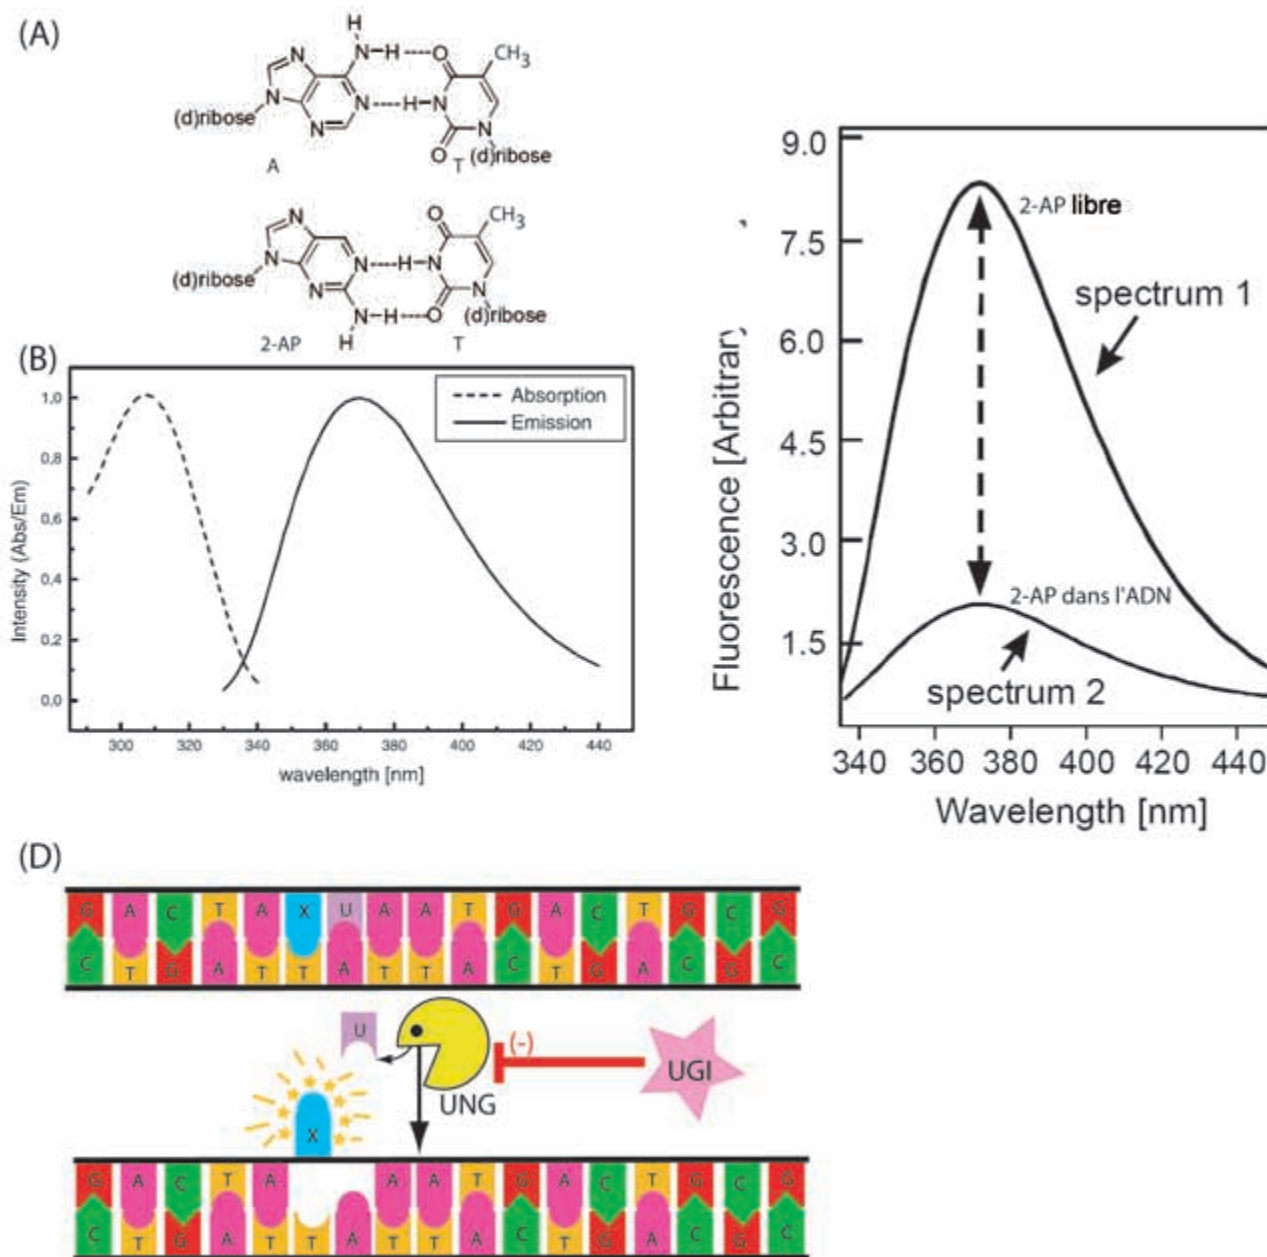 (A)
H
N
N
H
O
CH3
(d)ribose
N
N
N
H
N
O
N
A
T
(d)ribose
N
O
CH3
(d)ribose
N
N
N
H
N
N
H
O
N
(d)ribose
2-AP
H
T
(B)
Absorption
Emission
1,0
0,8
0,6
0,4
0,2
0,0
Intensity (Abs/Em)
300 320 340 360 380 400 420 440
wavelength [nm]
9.0
7.5
6.0
4.5
3.0
1.5
Fluorescence [Arbitrary
2-AP libre
spectrum 1
2-AP dans l'ADN
spectrum 2
340 360 380 400 420 440
Wavelength [nm]
(D)
G A C T A X U A A T G A C T G C G
C T G A T T A T T A C T G A C G C
U
(-)
UGI
UNG
X
G A C T A A A T G A C T G C G
C T G A T T A T T A C T G A C G C